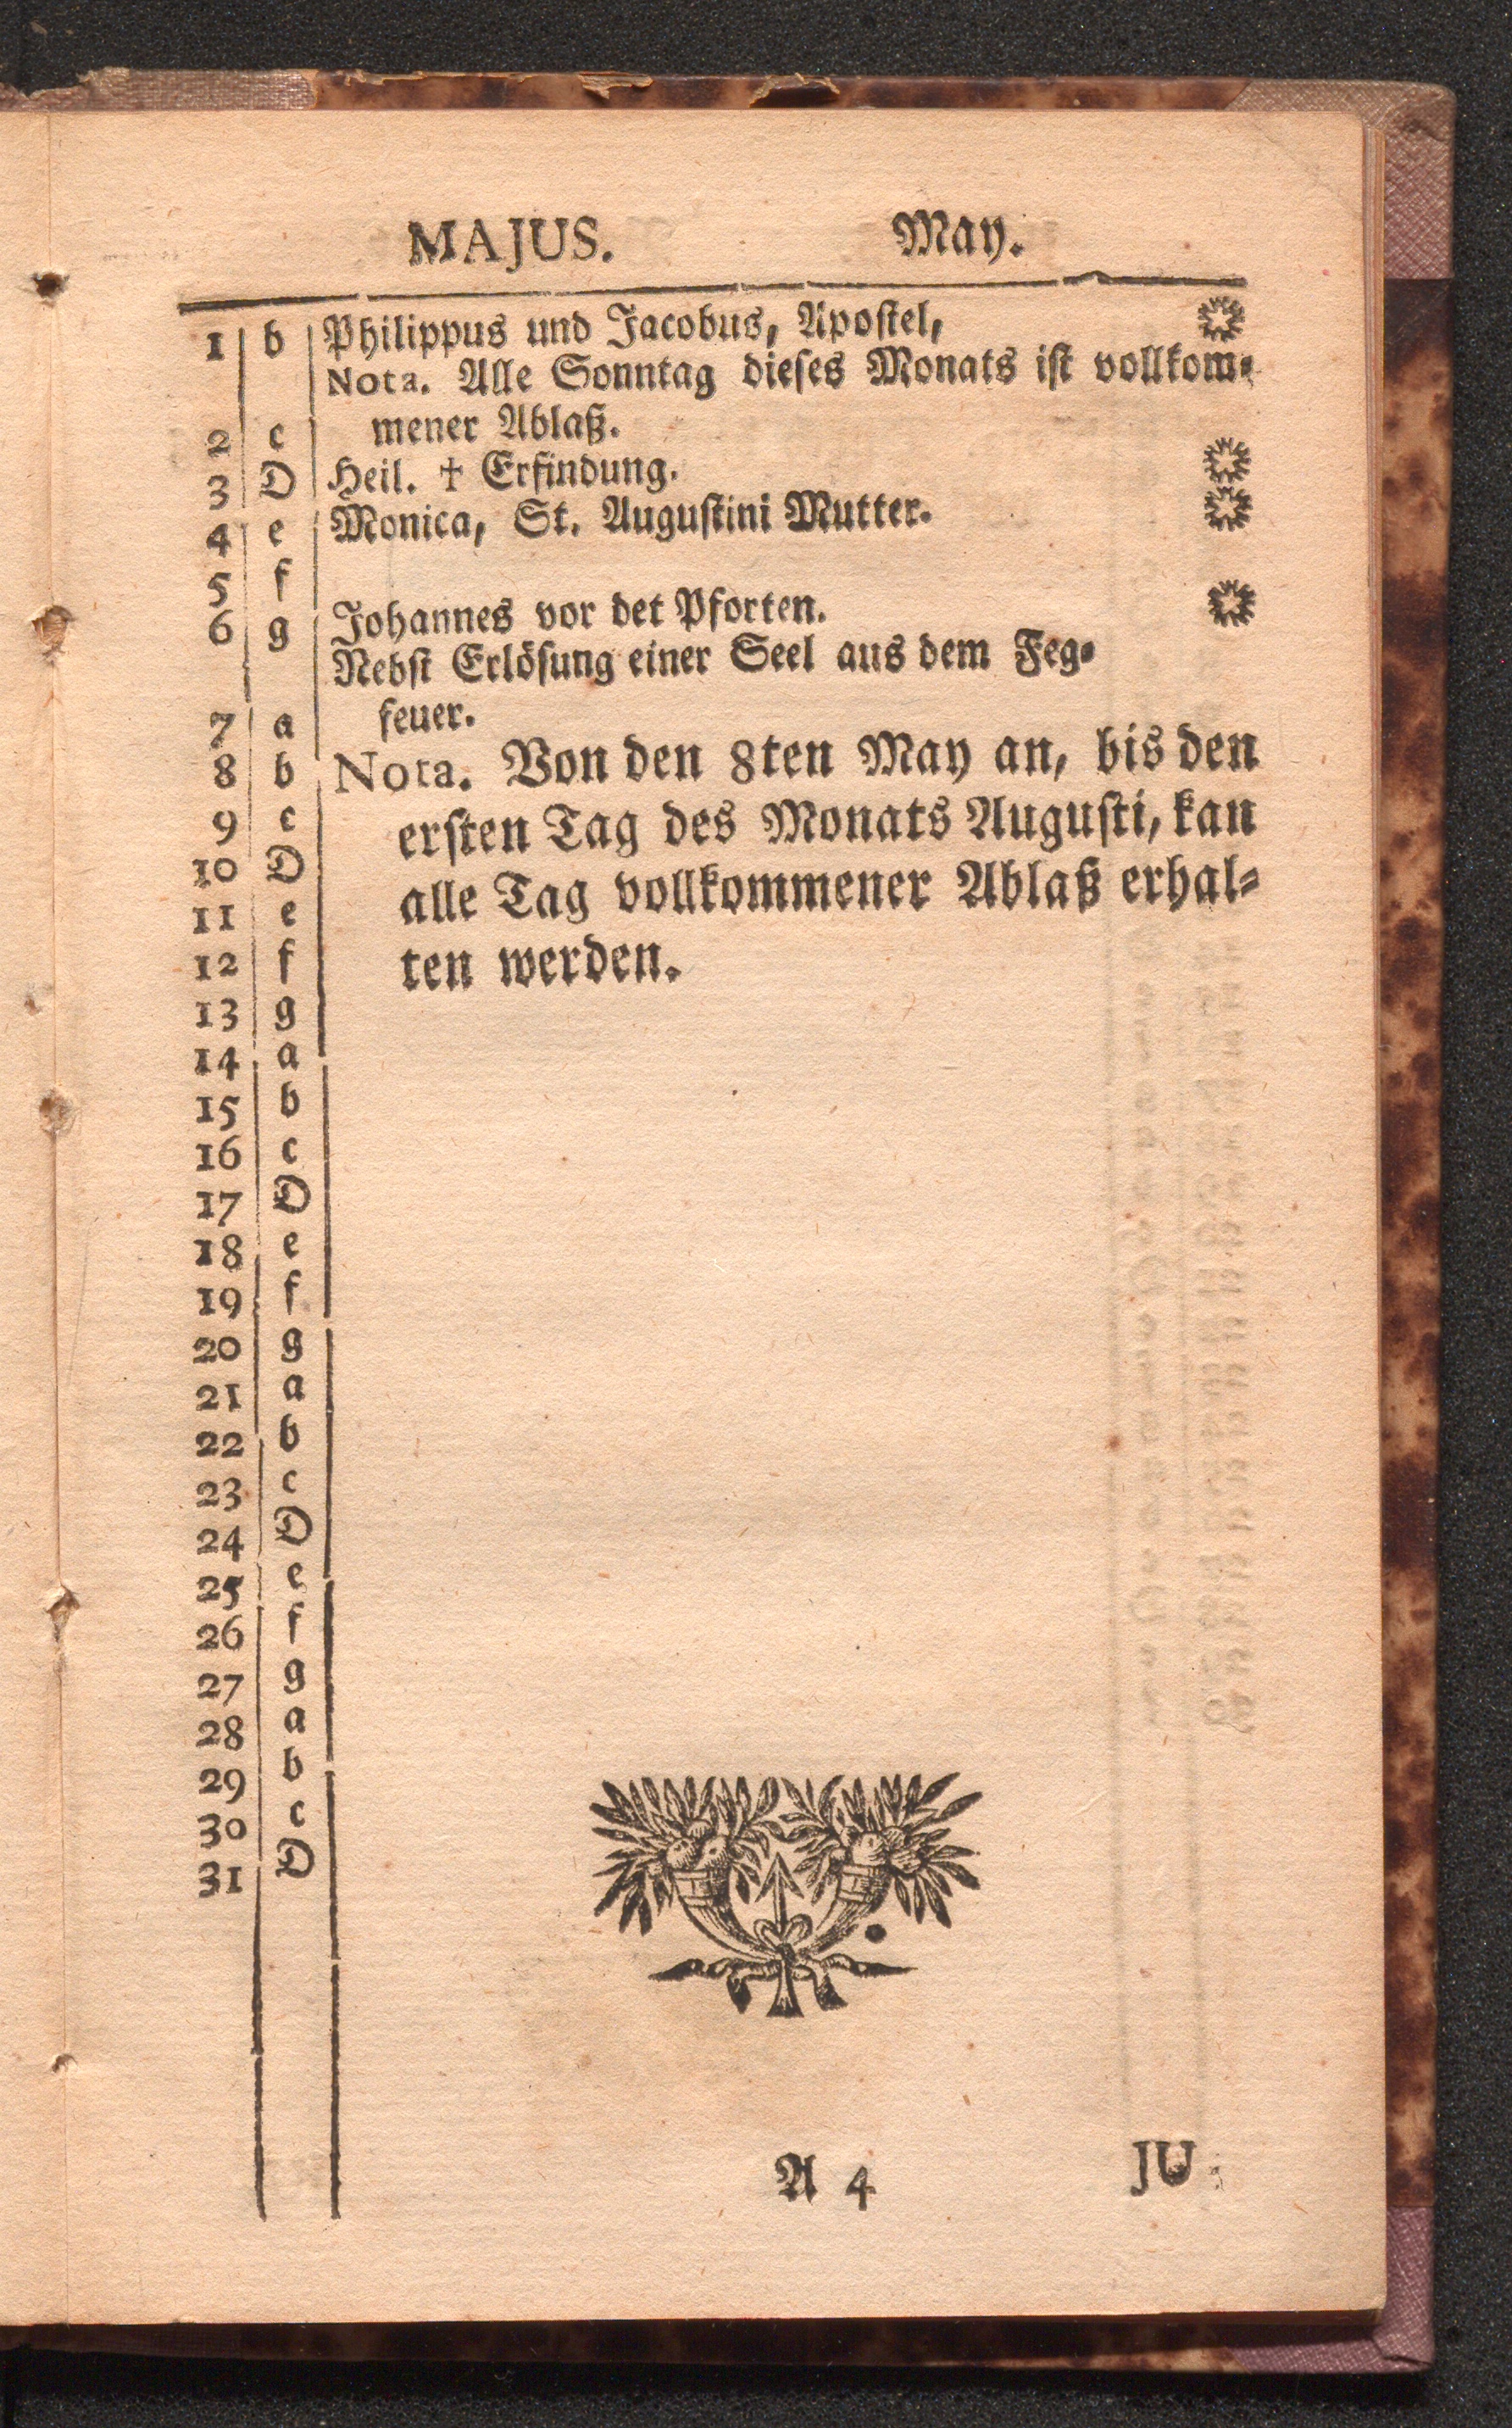 MAJUS. May.
1 b Philippus und Jacobus, Apostel,
Nota. Alle Sonntag dieses Monats ist vollkom-
2 c mener Ablaß.
3 D Heil. † Erfindung.
4 e Monica, St. Augustini Mutter.
5 f
6 g Johannes vor det Pforten.
Nebst Erlösung einer Seel aus dem Feg-
7 a feuer.
8 b Nota. Von den 8ten May an, bis den
9 c ersten Tag des Monats Augusti, kan
10 D
11 e alle Tag vollkommener Ablaß erhal-
12 f ten werden.
13 g
14 a
15 b
16 c
17 D
18 e
19 f
20 g
21 a
22 b
23 c
24 D
25 e
26 f
27 g
28 a
29 b
30 c
31 D
A 4 JU